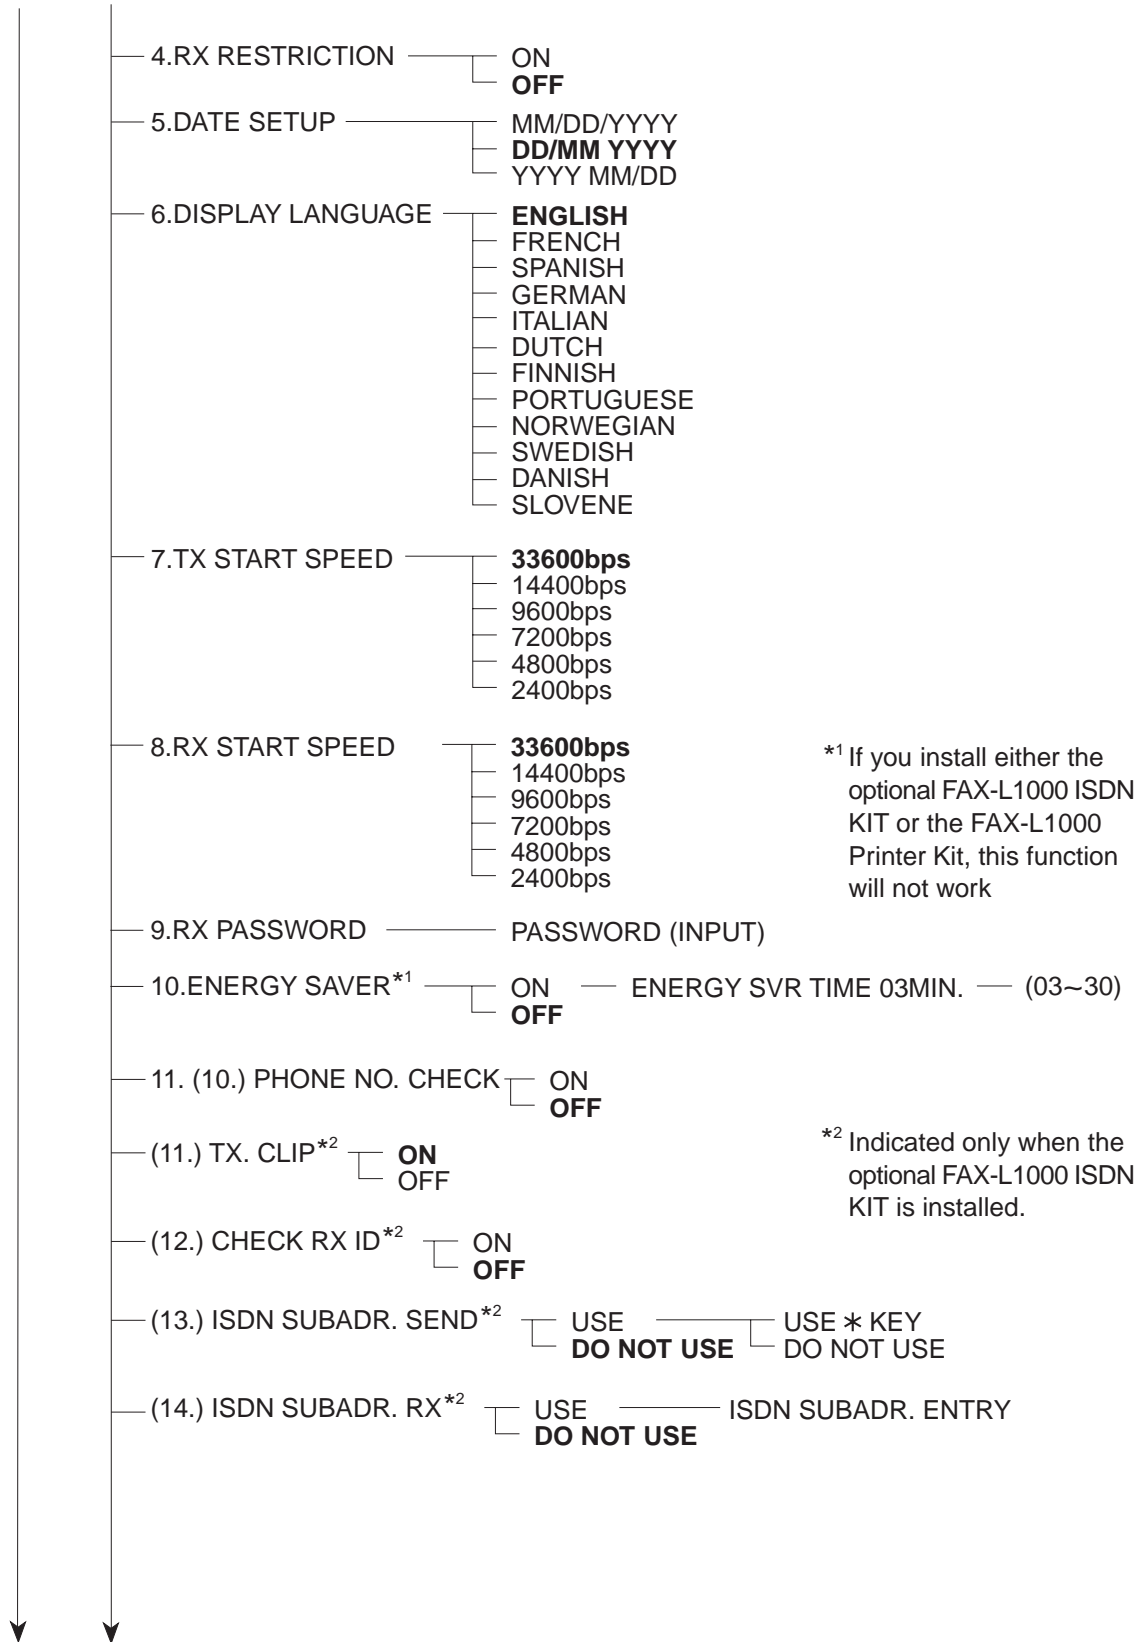 4.RX RESTRICTION ON
OFF
5.DATE SETUP MM/DD/YYYY
DD/MM YYYY
YYYY MM/DD
6.DISPLAY LANGUAGE ENGLISH
FRENCH
SPANISH
GERMAN
ITALIAN
DUTCH
FINNISH
PORTUGUESE
NORWEGIAN
SWEDISH
DANISH
SLOVENE
7.TX START SPEED 33600bps
14400bps
9600bps
7200bps
4800bps
2400bps
8.RX START SPEED 33600bps
14400bps
9600bps
7200bps
4800bps
2400bps
*1 If you install either the
optional FAX-L1000 ISDN
KIT or the FAX-L1000
Printer Kit, this function
will not work
9.RX PASSWORD PASSWORD (INPUT)
10.ENERGY SAVER*1 ON ENERGY SVR TIME 03MIN. (03~30)
OFF
11. (10.) PHONE NO. CHECK ON
OFF
(11.) TX. CLIP*2 ON
OFF
*2 Indicated only when the
optional FAX-L1000 ISDN
KIT is installed.
(12.) CHECK RX ID*2 ON
OFF
(13.) ISDN SUBADR. SEND*2 USE USE * KEY
DO NOT USE DO NOT USE
(14.) ISDN SUBADR. RX*2 USE ISDN SUBADR. ENTRY
DO NOT USE